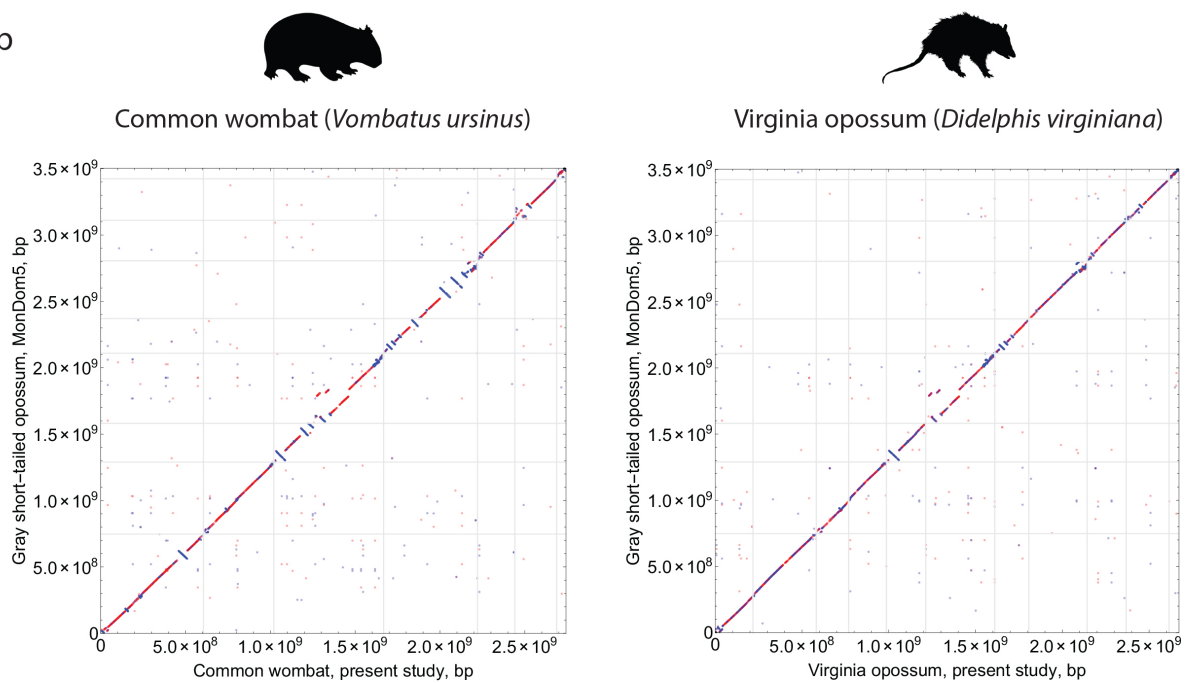 b
Common wombat (Vombatus ursinus)
Virginia opossum (Didelphis virginiana)
Gray short−tailed opossum, MonDom5, bp
3.5×10⁹
3.0×10⁹
2.5×10⁹
2.0×10⁹
1.5×10⁹
1.0×10⁹
5.0×10⁸
0
0 5.0×10⁸ 1.0×10⁹ 1.5×10⁹ 2.0×10⁹ 2.5×10⁹
Common wombat, present study, bp
Gray short−tailed opossum, MonDom5, bp
3.5×10⁹
3.0×10⁹
2.5×10⁹
2.0×10⁹
1.5×10⁹
1.0×10⁹
5.0×10⁸
0
0 5.0×10⁸ 1.0×10⁹ 1.5×10⁹ 2.0×10⁹ 2.5×10⁹
Virginia opossum, present study, bp